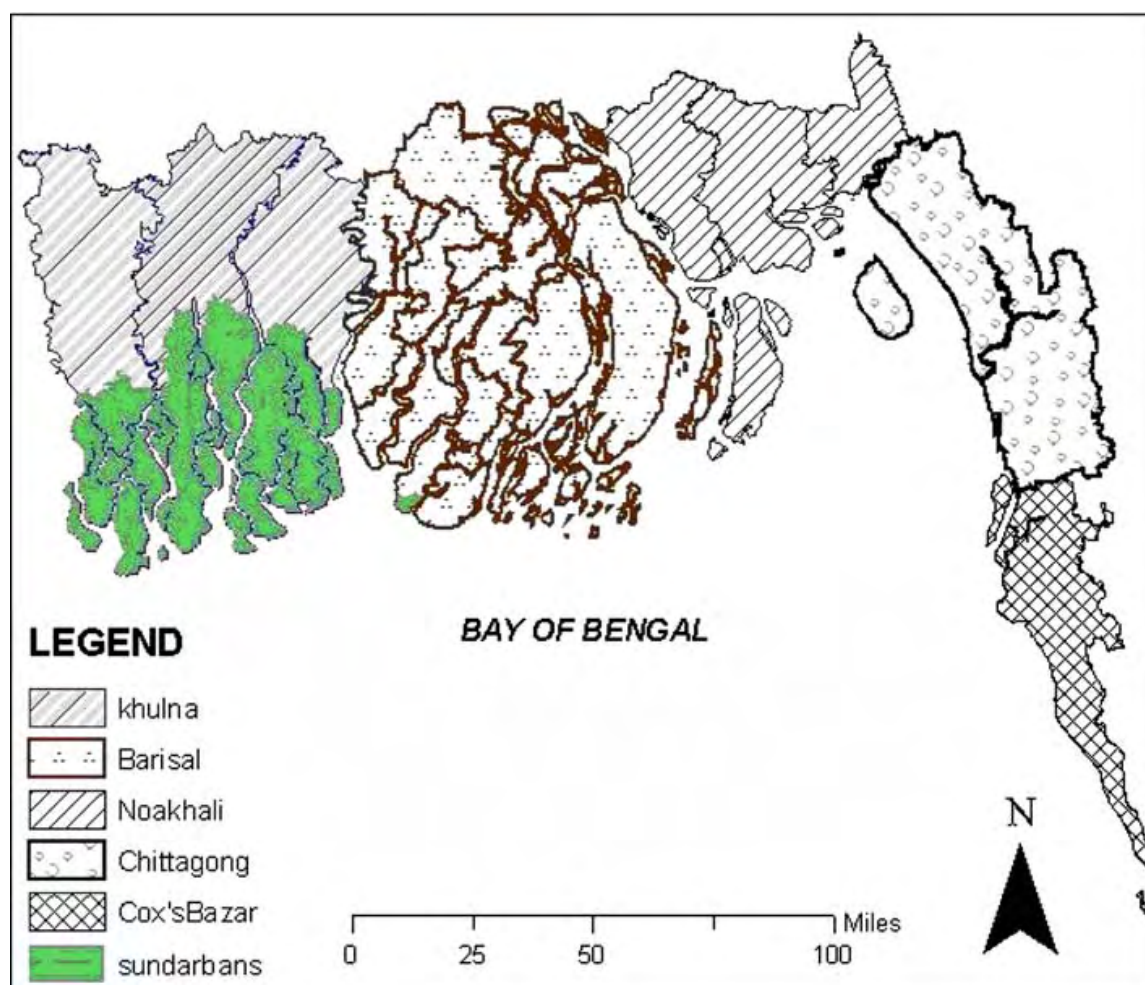 BAY OF BENGAL
LEGEND
khulna
Barisal
Noakhali
Chittagong
Cox'sBazar
sundarbans
N
Miles
0 25 50 100